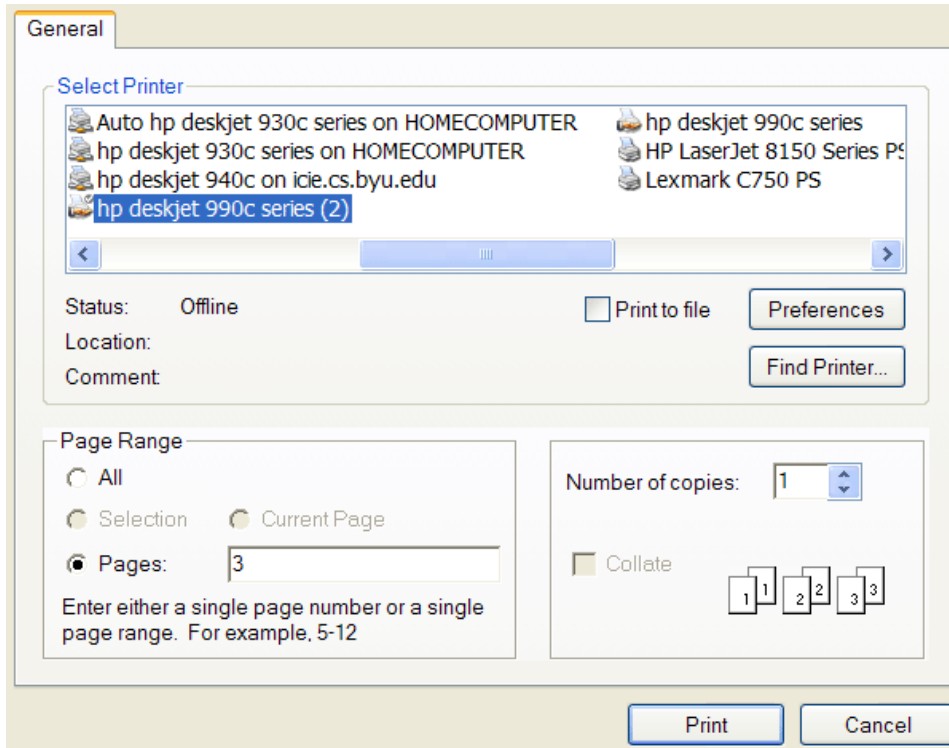 General
Select Printer
Auto hp deskjet 930c series on HOMECOMPUTER
hp deskjet 930c series on HOMECOMPUTER
hp deskjet 940c on icie.cs.byu.edu
hp deskjet 990c series (2)
hp deskjet 990c series
HP LaserJet 8150 Series PS
Lexmark C750 PS
Status: Offline
Print to file
Preferences
Location:
Comment:
Find Printer...
Page Range
All
Selection
Current Page
Pages: 3
Enter either a single page number or a single
page range. For example, 5-12
Number of copies: 1
Collate
1 1 2 2 3 3
Print
Cancel